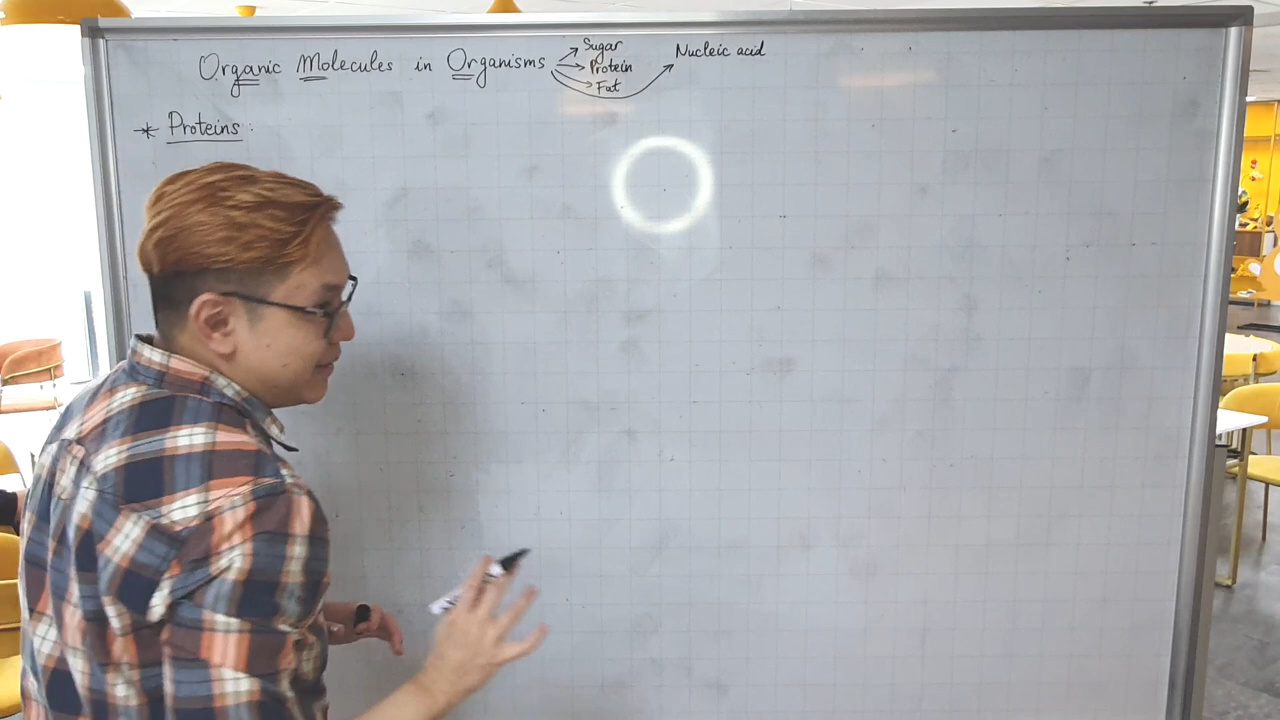 Organic Molecules in Organisms
Sugar
Protein
Fat
Nucleic acid
* Proteins: